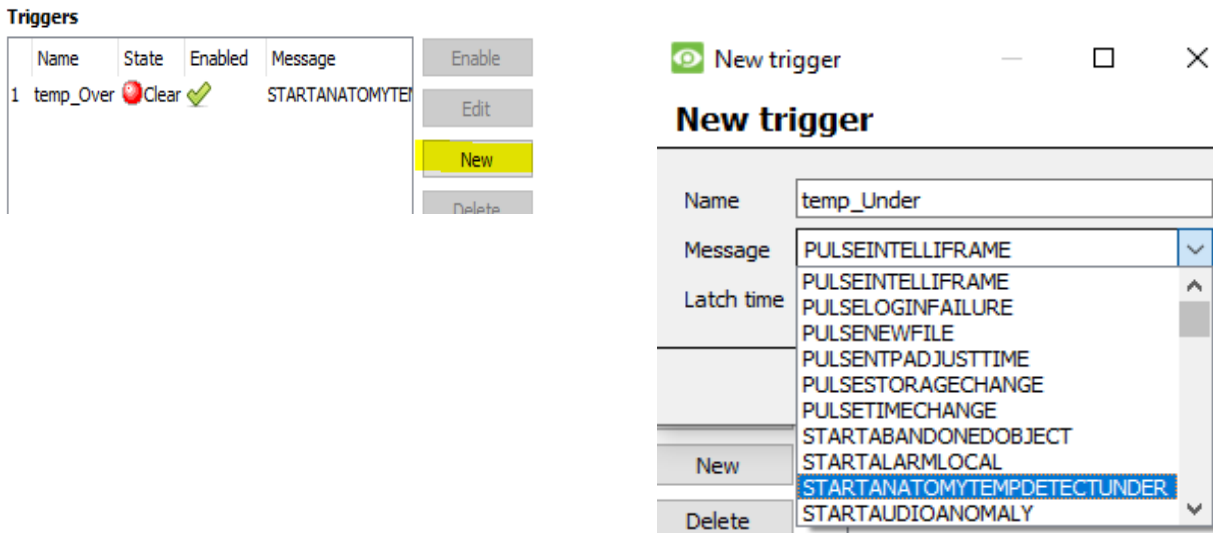 Triggers
Name State Enabled Message
1 temp_Over Clear STARTANATOMYTEM
Enable
Edit
New
Delete
New trigger
New trigger
Name temp_Under
Message PULSEINTELLIFRAME
PULSEINTELLIFRAME
Latch time
PULSELOGINFAILURE
PULSENEWFILE
PULSENTPADJUSTTIME
PULSESTORAGECHANGE
PULSETIMECHANGE
STARTABANDONEDOBJECT
STARTALARMLOCAL
STARTANATOMYTEMPDETECTUNDER
STARTAUDIOANOMALY
New
Delete